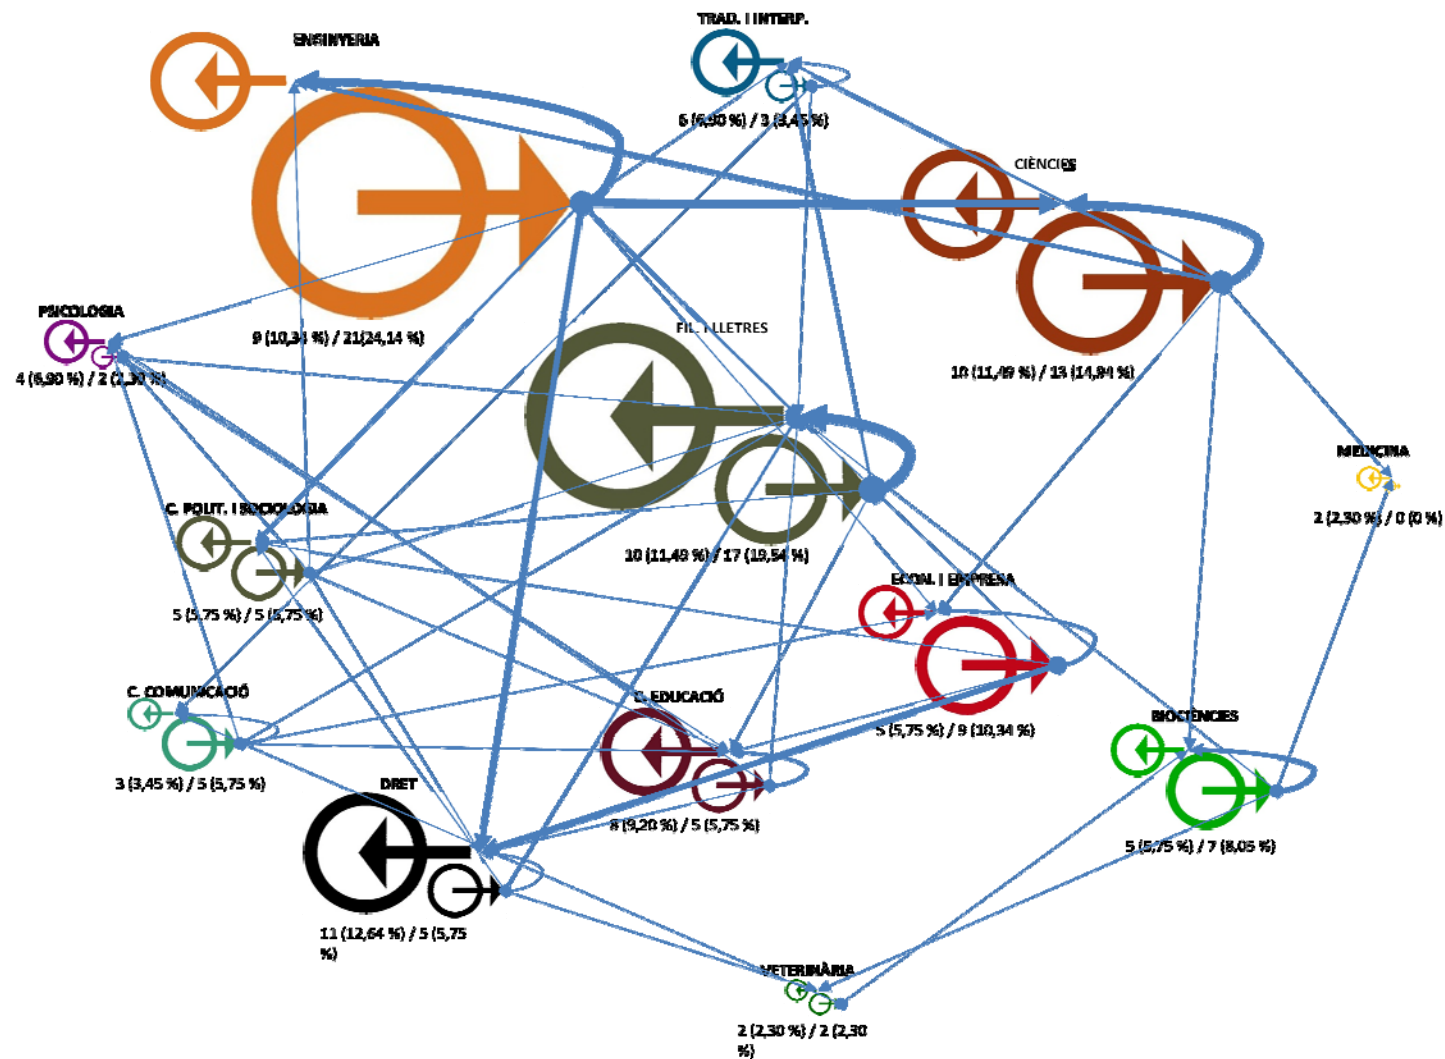 TRAD. I INTERP.
ENGINYERIA
6 (6,90 %) / 3 (3,45 %)
CIÈNCIES
PSICOLOGIA
9 (10,34 %) / 21(24,14 %)
FIL. I LLETRES
4 (6,90 %) / 2 (2,30 %)
10 (11,49 %) / 13 (14,94 %)
MEDICINA
C. POLIT. I SOCIOLOGIA
2 (2,30 %) / 0 (0 %)
10 (11,49 %) / 17 (19,54 %)
ECON. I EMPRESA
5 (5,75 %) / 5 (5,75 %)
C. COMUNICACIÓ
C. EDUCACIÓ
BIOCIÈNCIES
5 (5,75 %) / 9 (10,34 %)
3 (3,45 %) / 5 (5,75 %)
DRET
8 (9,20 %) / 5 (5,75 %)
5 (5,75 %) / 7 (8,05 %)
11 (12,64 %) / 5 (5,75
%)
VETERINÀRIA
2 (2,30 %) / 2 (2,30
%)